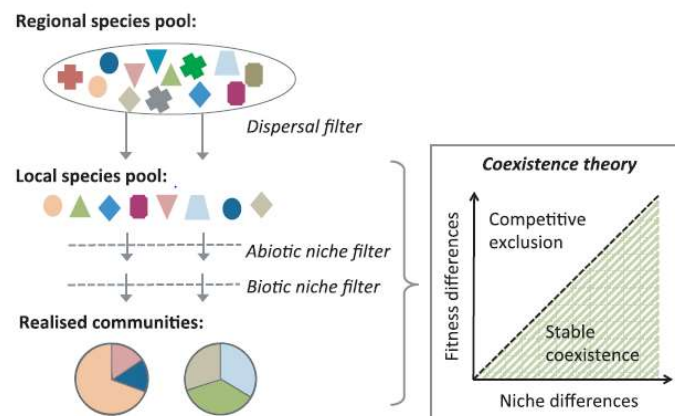 Regional species pool:
Dispersal filter
Local species pool:
Abiotic niche filter
Biotic niche filter
Realised communities:
Coexistence theory
Fitness differences
Competitive
exclusion
Stable
coexistence
Niche differences